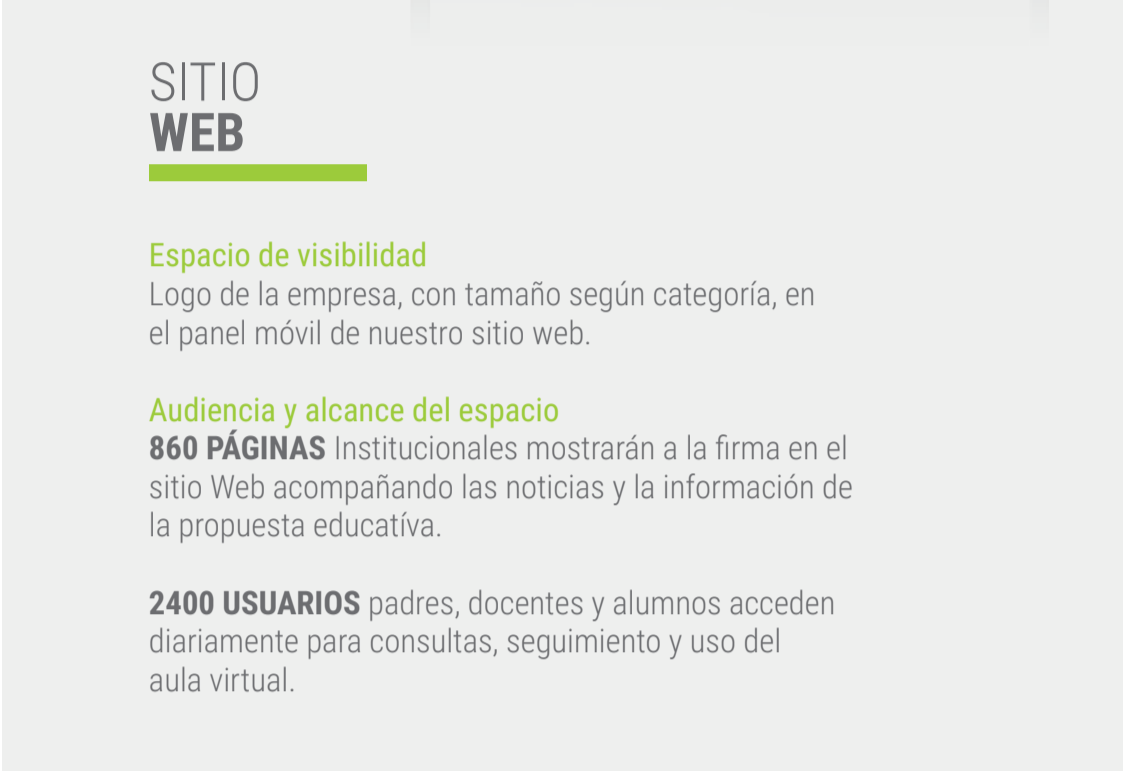 SITIO
WEB
Espacio de visibilidad
Logo de la empresa, con tamaño según categoría, en
el panel móvil de nuestro sitio web.
Audiencia y alcance del espacio
860 PÁGINAS Institucionales mostrarán a la firma en el
sitio Web acompañando las noticias y la información de
la propuesta educatíva.
2400 USUARIOS padres, docentes y alumnos acceden
diariamente para consultas, seguimiento y uso del
aula virtual.